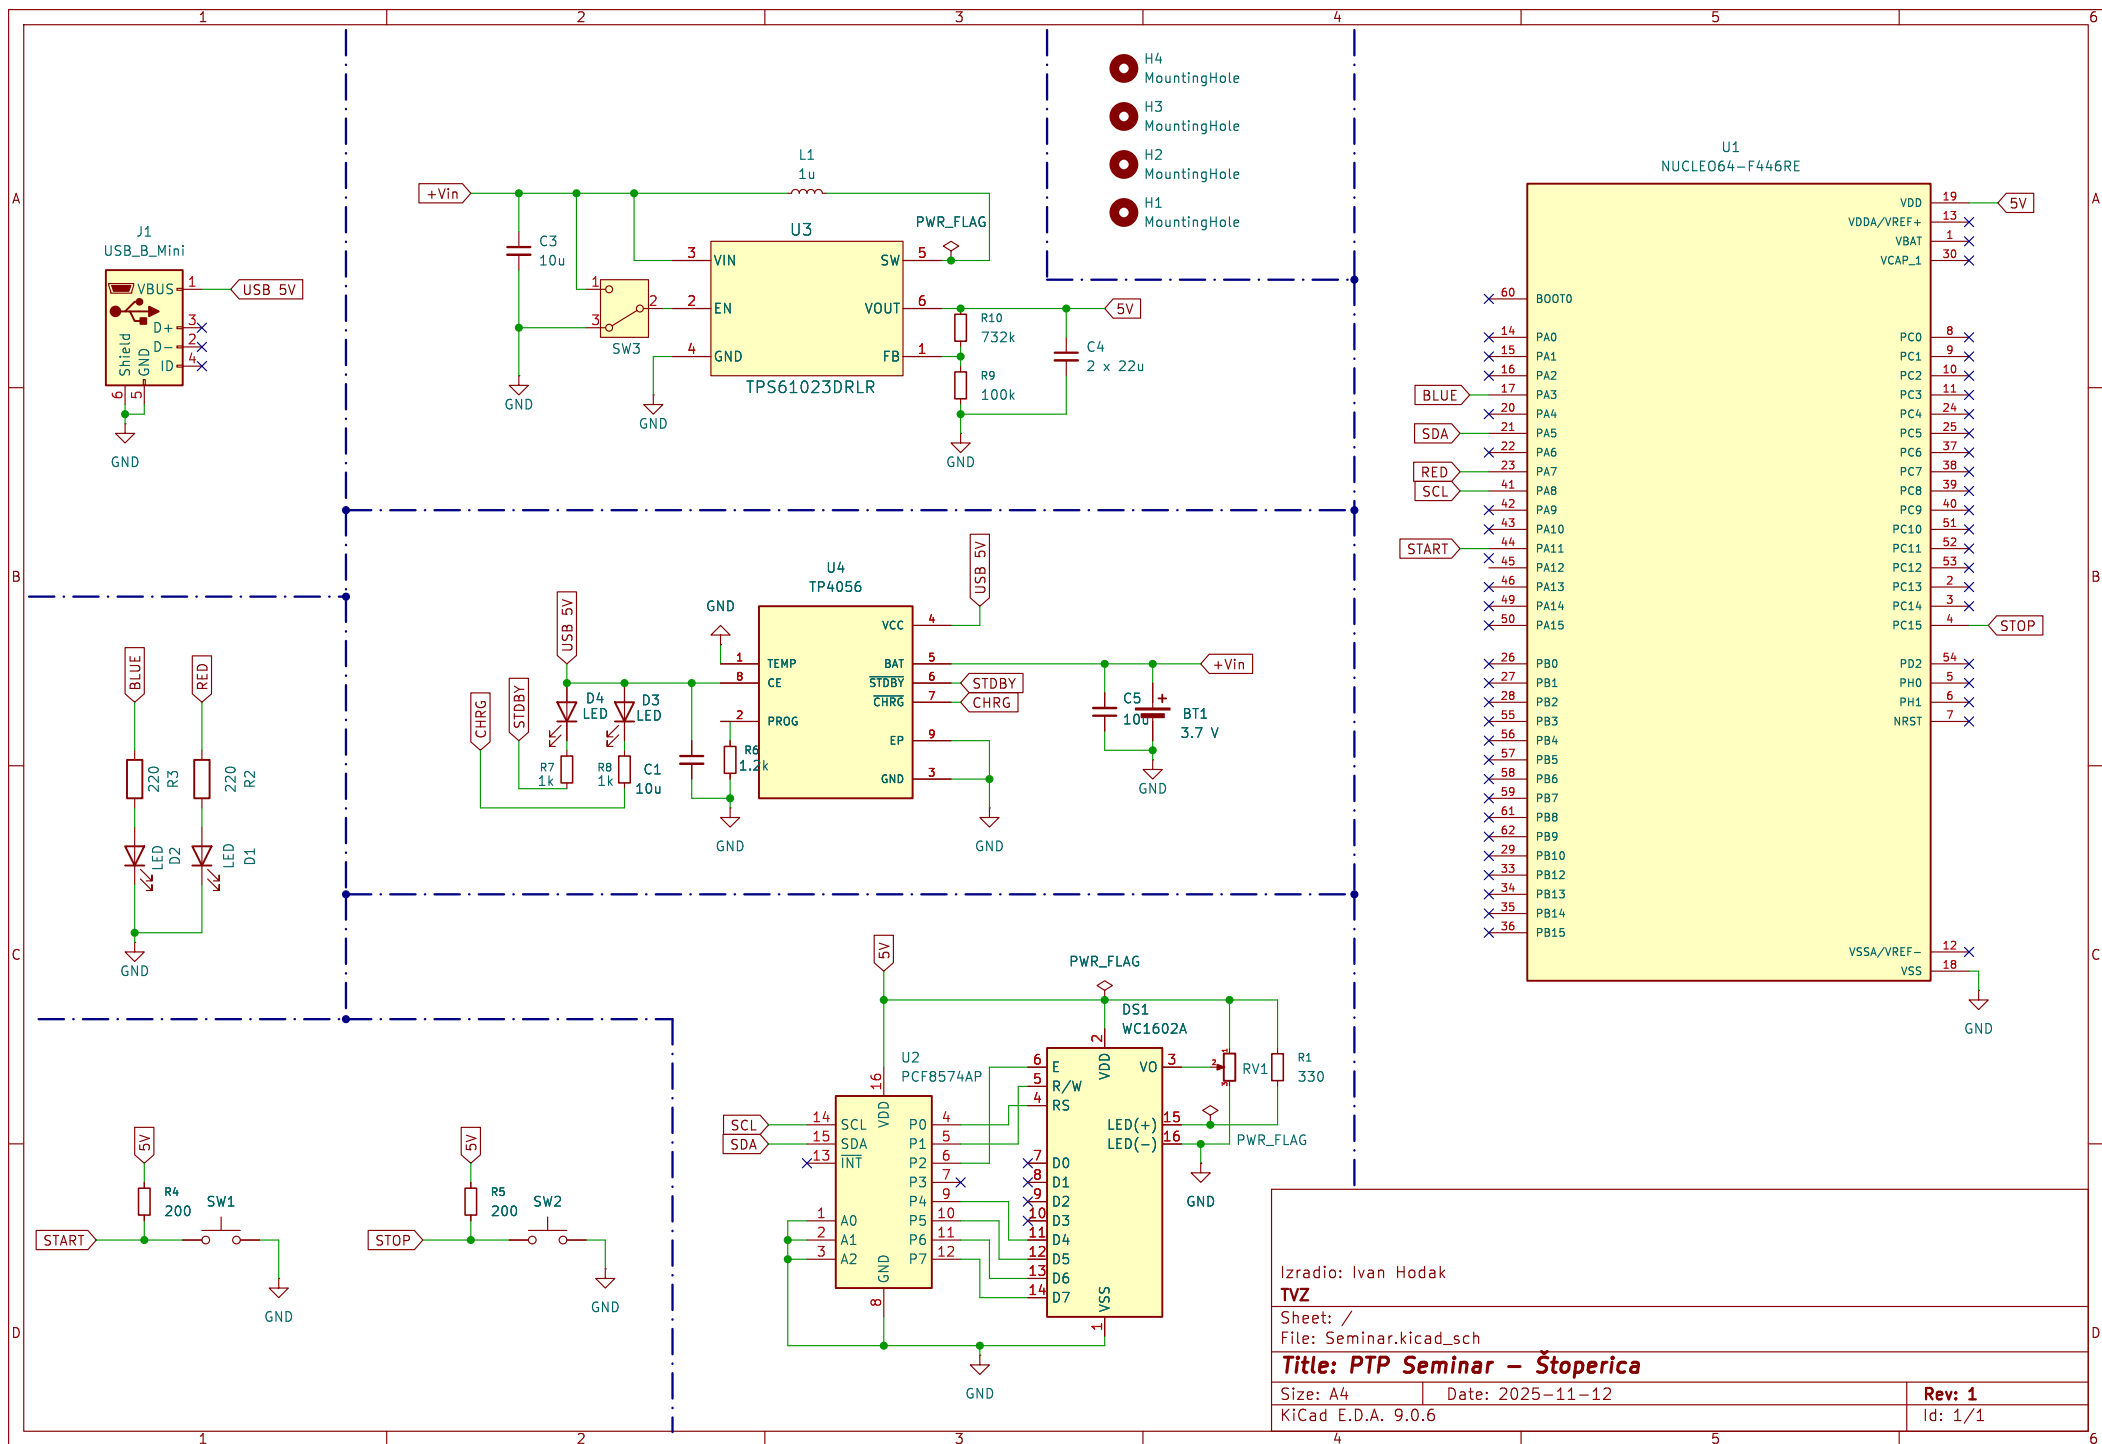 1 2 3 4 5 6
A
B
C
D
A
B
C
D
1 2 3 4 5 6
J1
USB_B_Mini
VBUS 1
USB 5V
D+ 3
D- 2
ID 4
Shield
GND
6 5
GND
+Vin
L1
1u
C3
10u
GND
1
2
3
SW3
U3
3 VIN
2 EN
4 GND
SW 5
VOUT 6
FB 1
TPS61023DRLR
GND
PWR_FLAG
5V
R10
732k
R9
100k
C4
2 x 22u
GND
H4
MountingHole
H3
MountingHole
H2
MountingHole
H1
MountingHole
U1
NUCLEO64-F446RE
60 BOOT0
14 PA0
15 PA1
16 PA2
BLUE 17 PA3
20 PA4
SDA 21 PA5
22 PA6
RED 23 PA7
SCL 41 PA8
42 PA9
43 PA10
START 44 PA11
45 PA12
46 PA13
49 PA14
50 PA15
26 PB0
27 PB1
28 PB2
55 PB3
56 PB4
57 PB5
58 PB6
59 PB7
61 PB8
62 PB9
29 PB10
33 PB12
34 PB13
35 PB14
36 PB15
VDD 19 5V
VDDA/VREF+ 13
VBAT 1
VCAP_1 30
PC0 8
PC1 9
PC2 10
PC3 11
PC4 24
PC5 25
PC6 37
PC7 38
PC8 39
PC9 40
PC10 51
PC11 52
PC12 53
PC13 2
PC14 3
PC15 4 STOP
PD2 54
PH0 5
PH1 6
NRST 7
VSSA/VREF- 12
VSS 18
GND
BLUE
RED
220
R3
220
R2
LED
D2
LED
D1
GND
CHRG
STDBY
USB 5V
D4
LED
D3
LED
R7
1k
R8
1k
C1
10u
R6
1.2k
GND
GND
U4
TP4056
1 TEMP
8 CE
2 PROG
VCC 4
BAT 5
STDBY 6
CHRG 7
EP 9
GND 3
USB 5V
+Vin
STDBY
CHRG
GND
C5
10u
+
BT1
3.7 V
GND
5V
R4
200
START
SW1
GND
5V
R5
200
STOP
SW2
GND
5V
U2
PCF8574AP
16
VDD
SCL 14 SCL
SDA 15 SDA
13 INT
1 A0
2 A1
3 A2
P0 4
P1 5
P2 6
P3 7
P4 9
P5 10
P6 11
P7 12
GND
8
GND
PWR_FLAG
DS1
WC1602A
2
VDD
6 E
5 R/W
4 RS
7 D0
8 D1
9 D2
10 D3
11 D4
12 D5
13 D6
14 D7
VO 3
LED(+) 15
LED(-) 16
VSS
1
1
2
3
RV1
R1
330
PWR_FLAG
GND
Izradio: Ivan Hodak
TVZ
Sheet: /
File: Seminar.kicad_sch
Title: PTP Seminar – Štoperica
Size: A4 Date: 2025-11-12 Rev: 1
KiCad E.D.A. 9.0.6 Id: 1/1